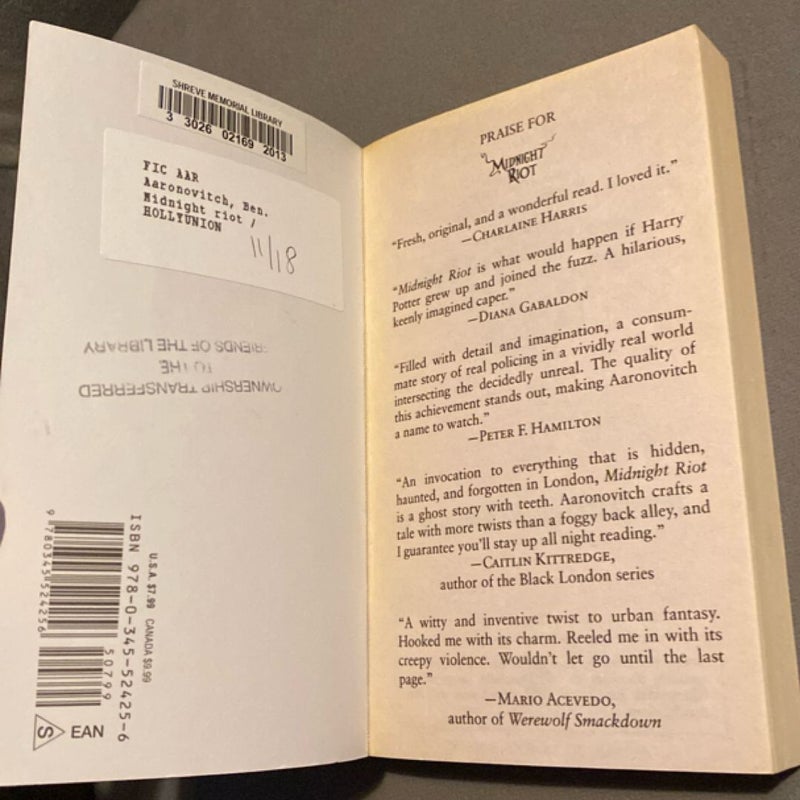 SHREVE MEMORIAL LIBRARY
3 3026 02169 2013
FIC AAR
Aaronovitch, Ben.
Midnight riot /
HOLLYUNION
11/18
OWNERSHIP TRANSFERRED
TO THE
FRIENDS OF THE LIBRARY
U.S.A. $7.99 CANADA $9.99
ISBN 978-0-345-52425-6
9 780345 524256
50799
S EAN
PRAISE FOR
MIDNIGHT
RIOT
“Fresh, original, and a wonderful read. I loved it.”
—CHARLAINE HARRIS
“Midnight Riot is what would happen if Harry
Potter grew up and joined the fuzz. A hilarious,
keenly imagined caper.”
—DIANA GABALDON
“Filled with detail and imagination, a consum-
mate story of real policing in a vividly real world
intersecting the decidedly unreal. The quality of
this achievement stands out, making Aaronovitch
a name to watch.”
—PETER F. HAMILTON
“An invocation to everything that is hidden,
haunted, and forgotten in London, Midnight Riot
is a ghost story with teeth. Aaronovitch crafts a
tale with more twists than a foggy back alley, and
I guarantee you’ll stay up all night reading.”
—CAITLIN KITTREDGE,
author of the Black London series
“A witty and inventive twist to urban fantasy.
Hooked me with its charm. Reeled me in with its
creepy violence. Wouldn’t let go until the last
page.”
—MARIO ACEVEDO,
author of Werewolf Smackdown